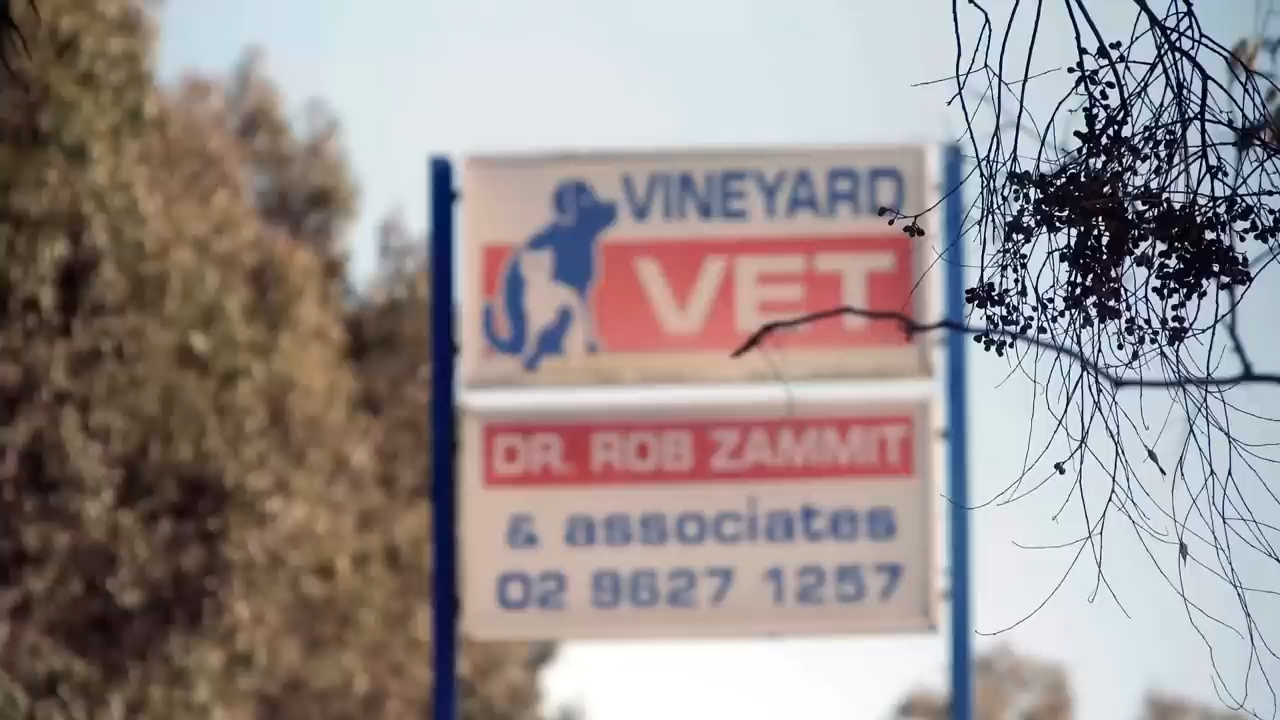 VINEYARD
VET
DR. ROB ZAMMIT
& associates
02 9627 1257